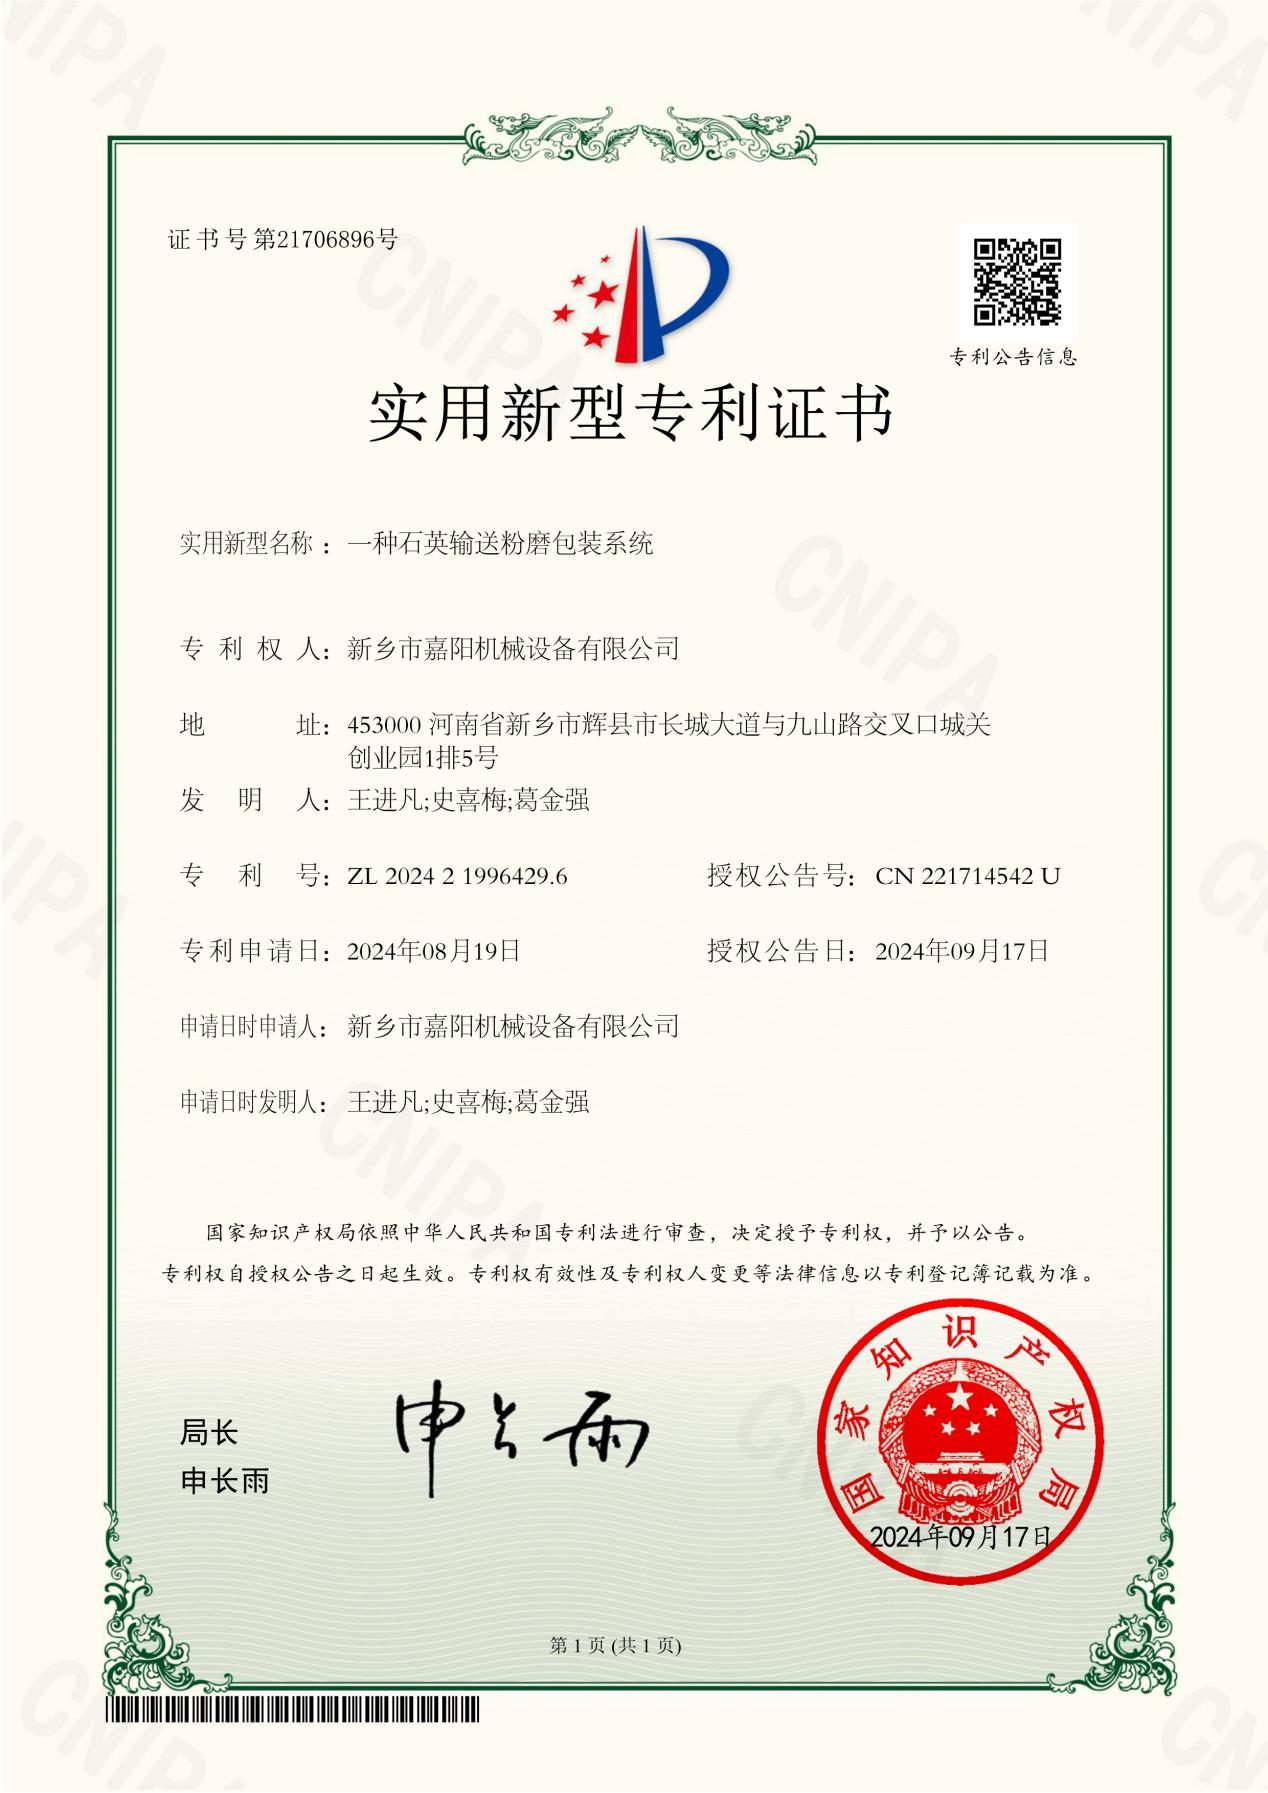 证书号第21706896号
专利公告信息
实用新型专利证书
实用新型名称：一种石英输送粉磨包装系统
专利权人：新乡市嘉阳机械设备有限公司
地址：453000 河南省新乡市辉县市长城大道与九山路交叉口城关
创业园1排5号
发明人：王进凡;史喜梅;葛金强
专利号：ZL 2024 2 1996429.6 授权公告号：CN 221714542 U
专利申请日：2024年08月19日 授权公告日：2024年09月17日
申请日时申请人：新乡市嘉阳机械设备有限公司
申请日时发明人：王进凡;史喜梅;葛金强
国家知识产权局依照中华人民共和国专利法进行审查，决定授予专利权，并予以公告。
专利权自授权公告之日起生效。专利权有效性及专利权人变更等法律信息以专利登记簿记载为准。
局长
申长雨
申长雨
国家知识产权局
2024年09月17日
第 1 页 (共 1 页)
CNIPA
CNIPA
CNIPA
CNIPA
CNIPA
CNIPA
CNIPA
CNIPA